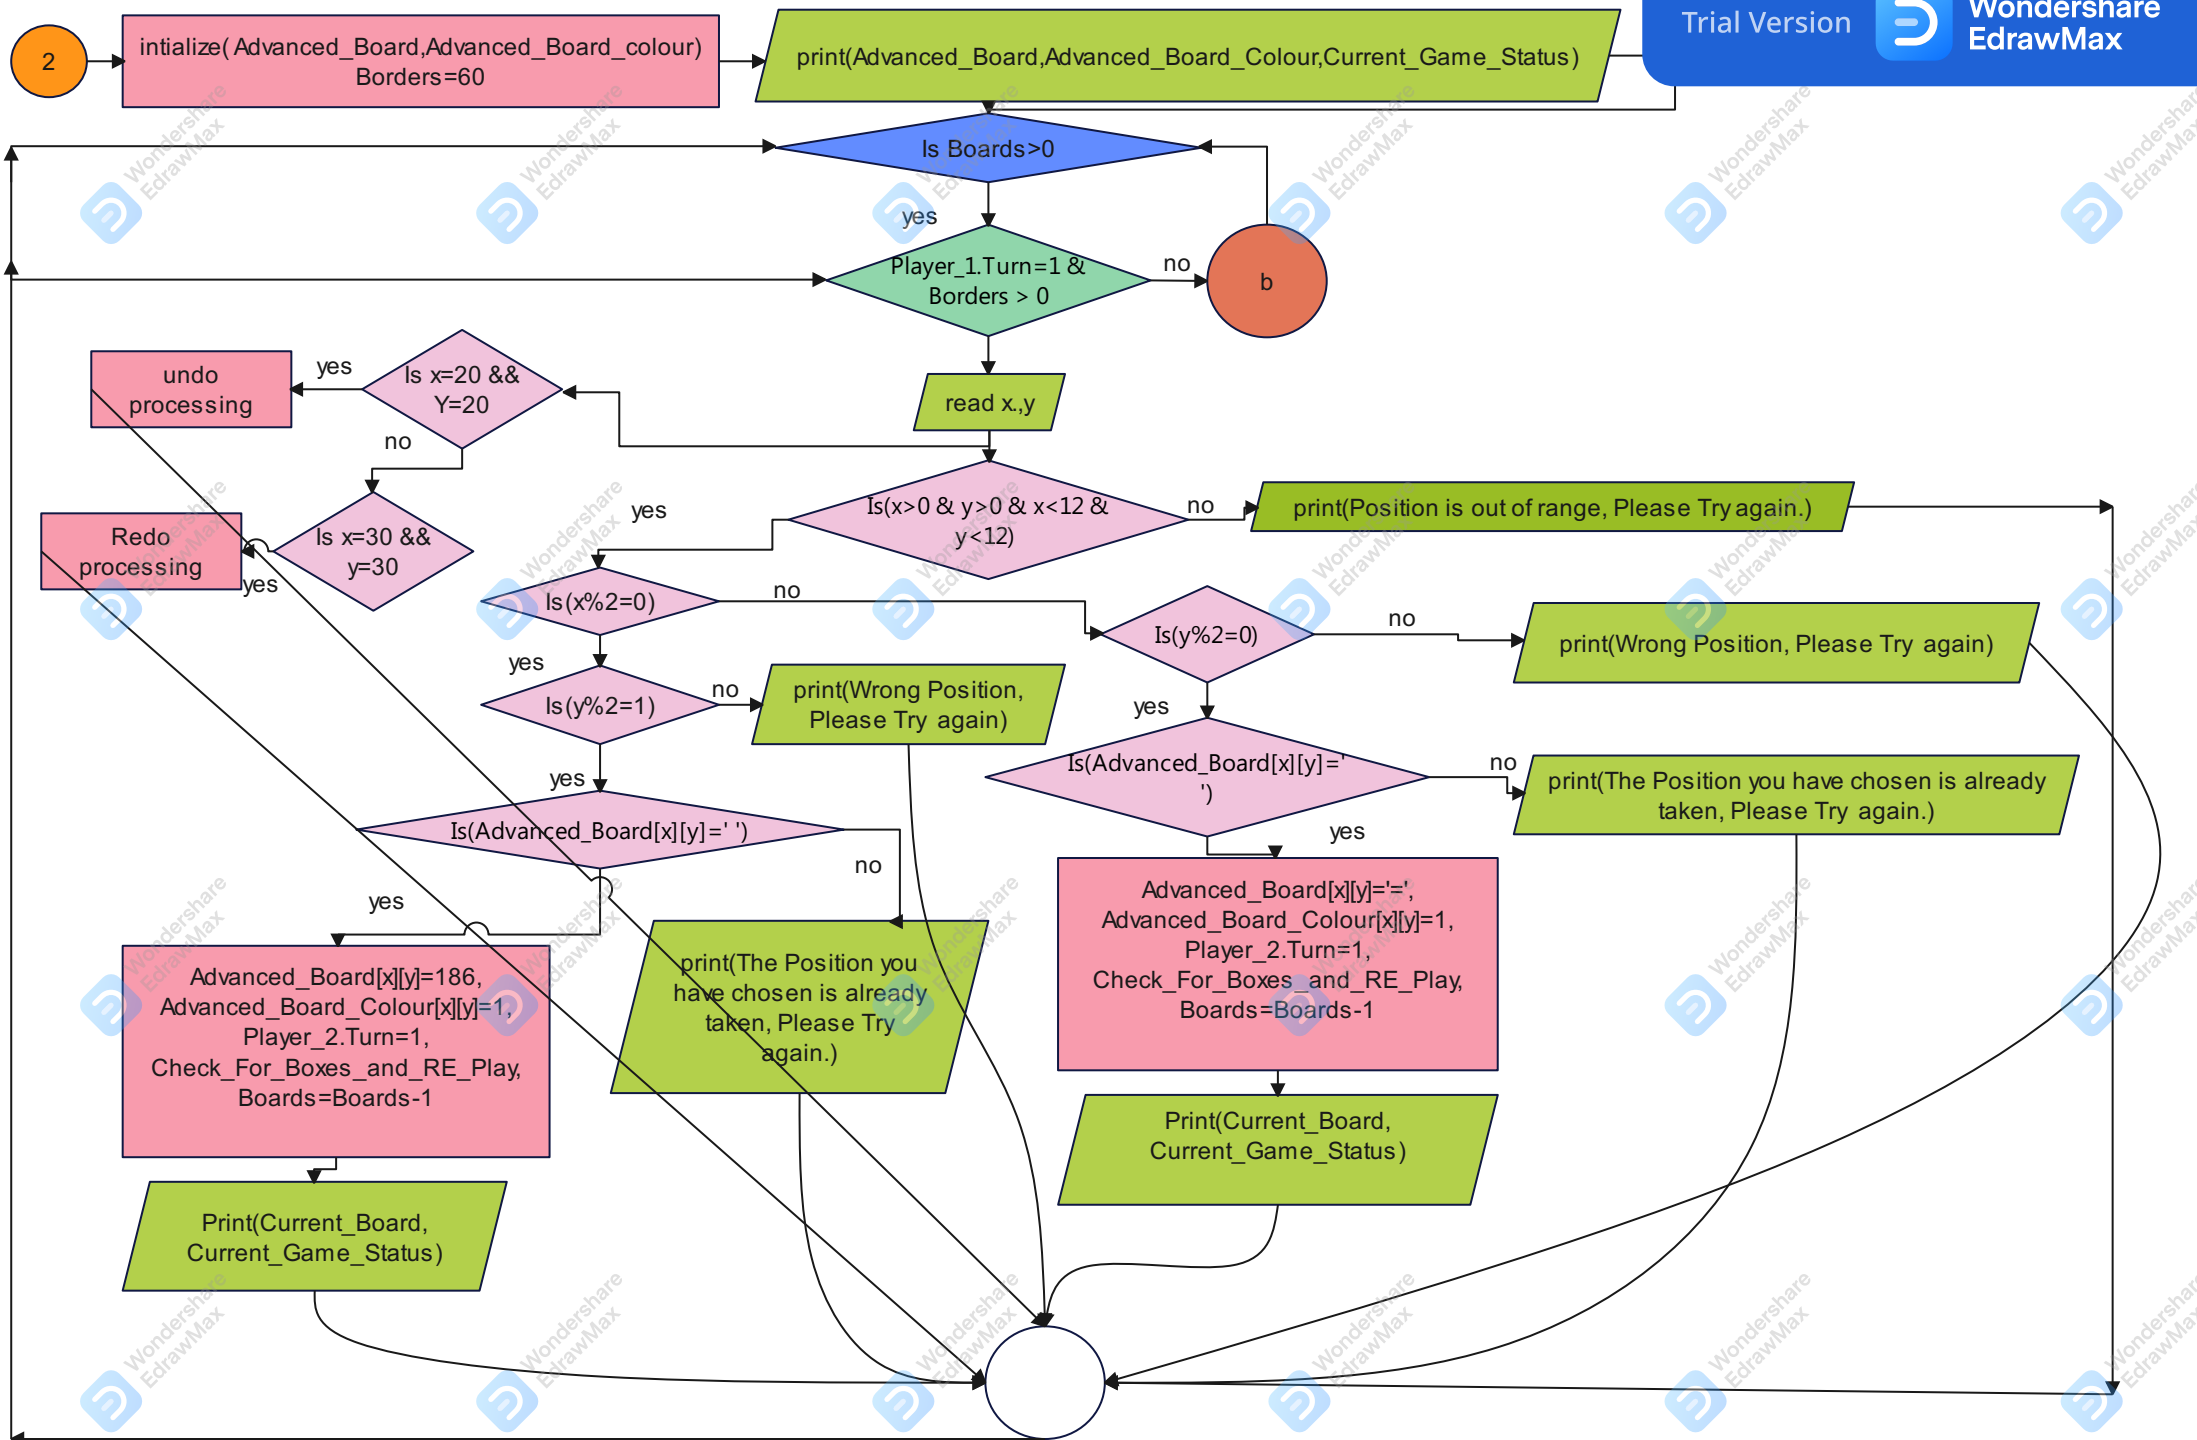 2
intialize( Advanced_Board,Advanced_Board_colour)
Borders=60
print(Advanced_Board,Advanced_Board_Colour,Current_Game_Status)
Trial Version
Wondershare
EdrawMax
Is Boards>0
yes
Player_1.Turn=1 &
Borders > 0
no
b
undo
processing
yes
Is x=20 &&
Y=20
no
read x.,y
Redo
processing
yes
Is x=30 &&
y=30
yes
Is(x>0 & y>0 & x<12 &
y<12)
no
print(Position is out of range, Please Try again.)
Is(x%2=0)
no
yes
Is(y%2=0)
no
print(Wrong Position, Please Try again)
yes
Is(y%2=1)
no
print(Wrong Position,
Please Try again)
yes
Is(Advanced_Board[x][y]='
')
no
print(The Position you have chosen is already
taken, Please Try again.)
yes
Is(Advanced_Board[x][y]=' ')
no
yes
Advanced_Board[x][y]=186,
Advanced_Board_Colour[x][y]=1,
Player_2.Turn=1,
Check_For_Boxes_and_RE_Play,
Boards=Boards-1
print(The Position you
have chosen is already
taken, Please Try
again.)
Advanced_Board[x][y]='=',
Advanced_Board_Colour[x][y]=1,
Player_2.Turn=1,
Check_For_Boxes_and_RE_Play,
Boards=Boards-1
Print(Current_Board,
Current_Game_Status)
Print(Current_Board,
Current_Game_Status)